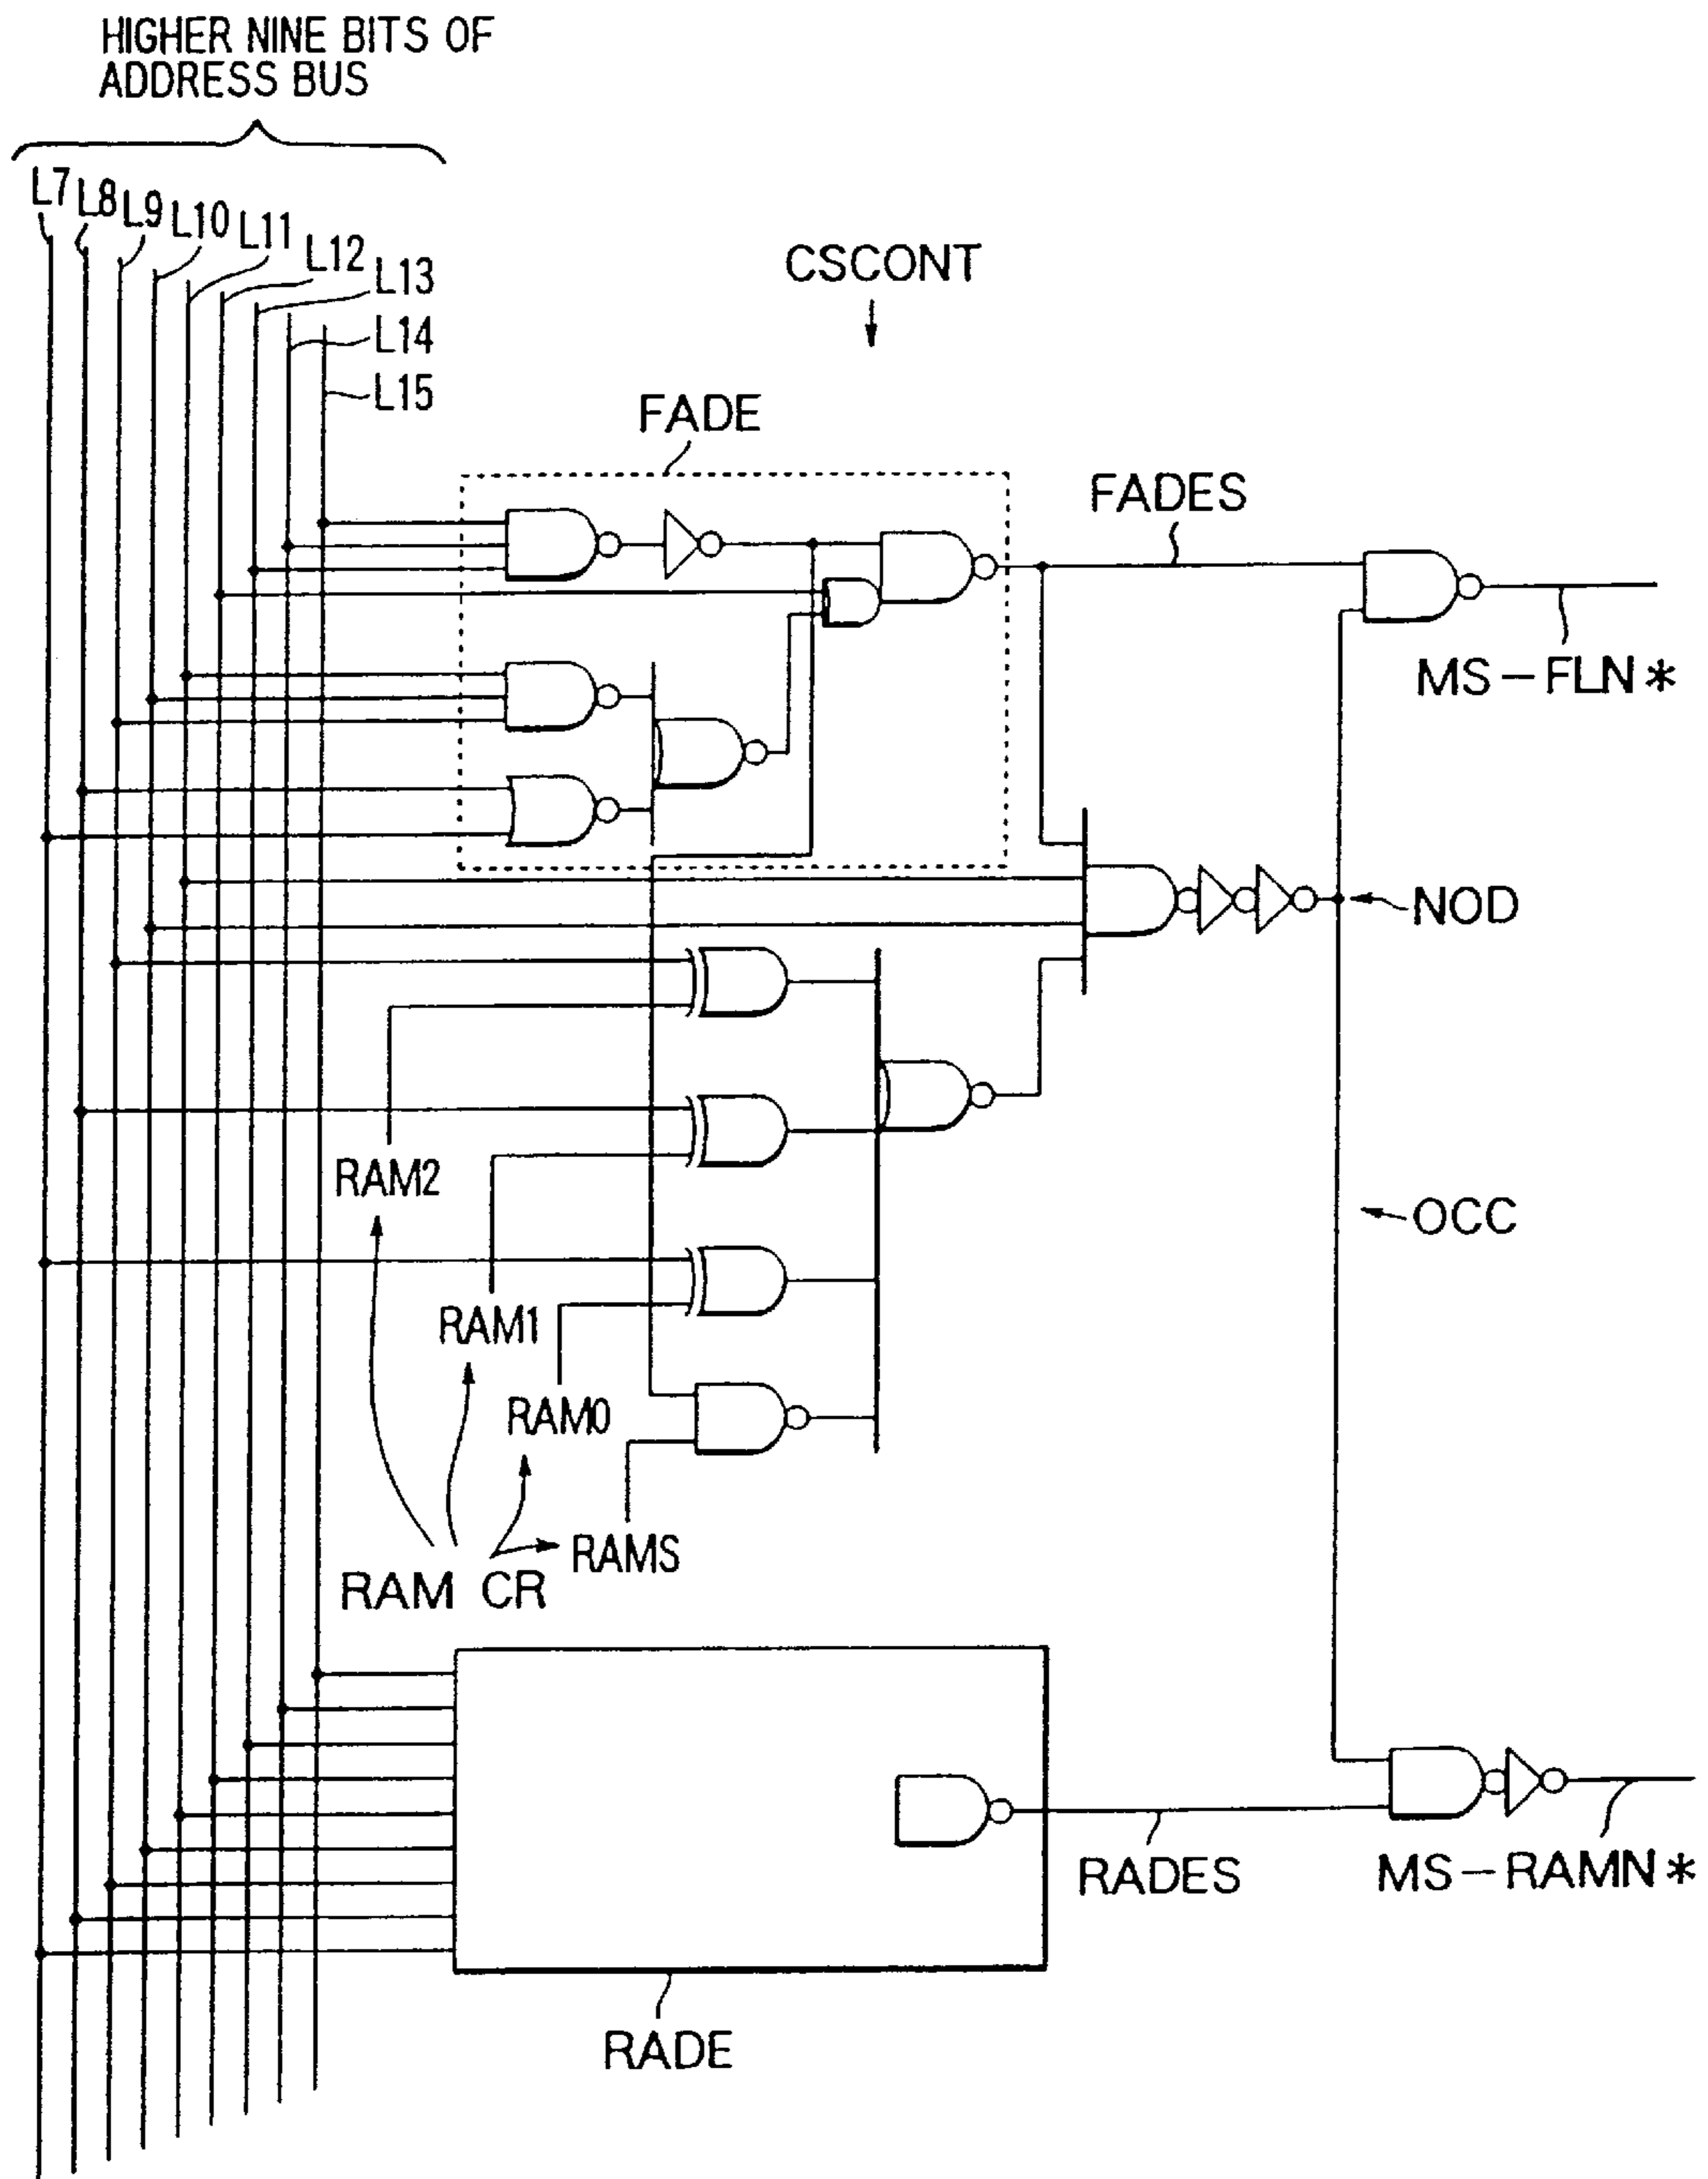 HIGHER NINE BITS OF
ADDRESS BUS
L7
L8
L9
L10
L11
L12
L13
L14
L15
CSCONT
FADE
FADES
MS-FLN*
NOD
OCC
RAM2
RAM1
RAM0
RAMS
RAM CR
RADES
MS-RAMN*
RADE